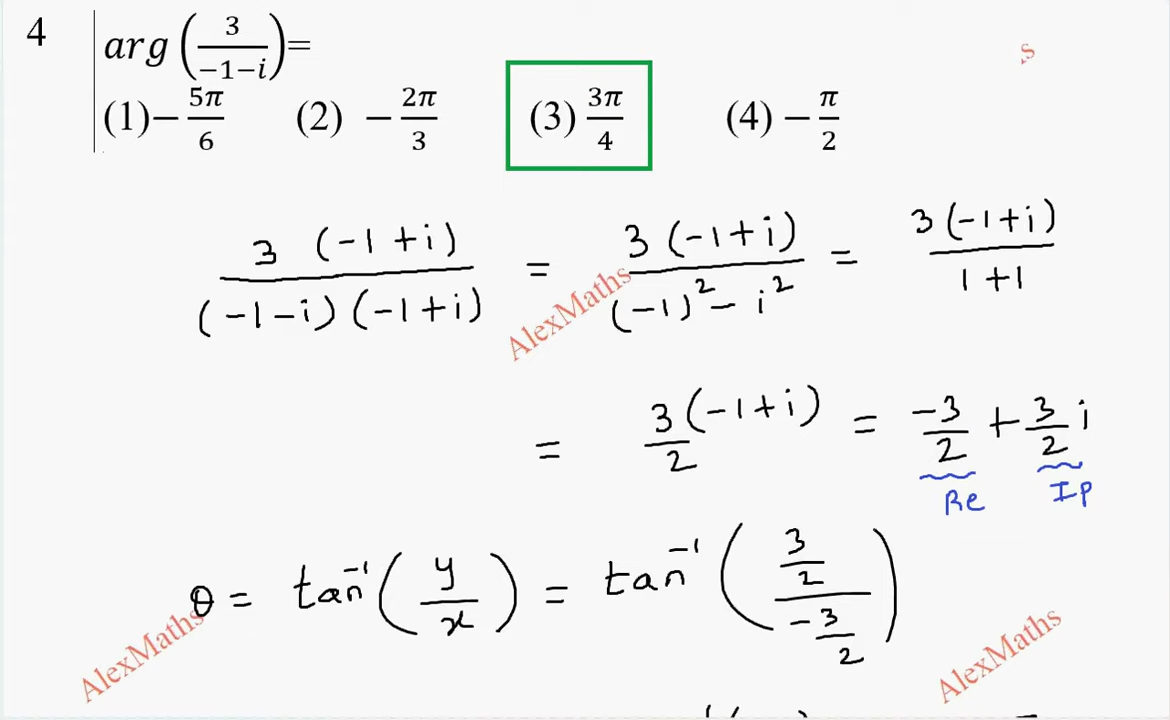 4 arg(3/(-1-i))=
(1)−5π/6 (2) −2π/3 (3) 3π/4 (4) −π/2
s
3(-1+i)/((-1-i)(-1+i)) = 3(-1+i)/((-1)²-i²) = 3(-1+i)/(1+1)
AlexMaths
= 3/2(-1+i) = -3/2 + 3/2 i
Re Ip
θ = tan⁻¹(y/x) = tan⁻¹((3/2)/(-3/2))
AlexMaths AlexMaths